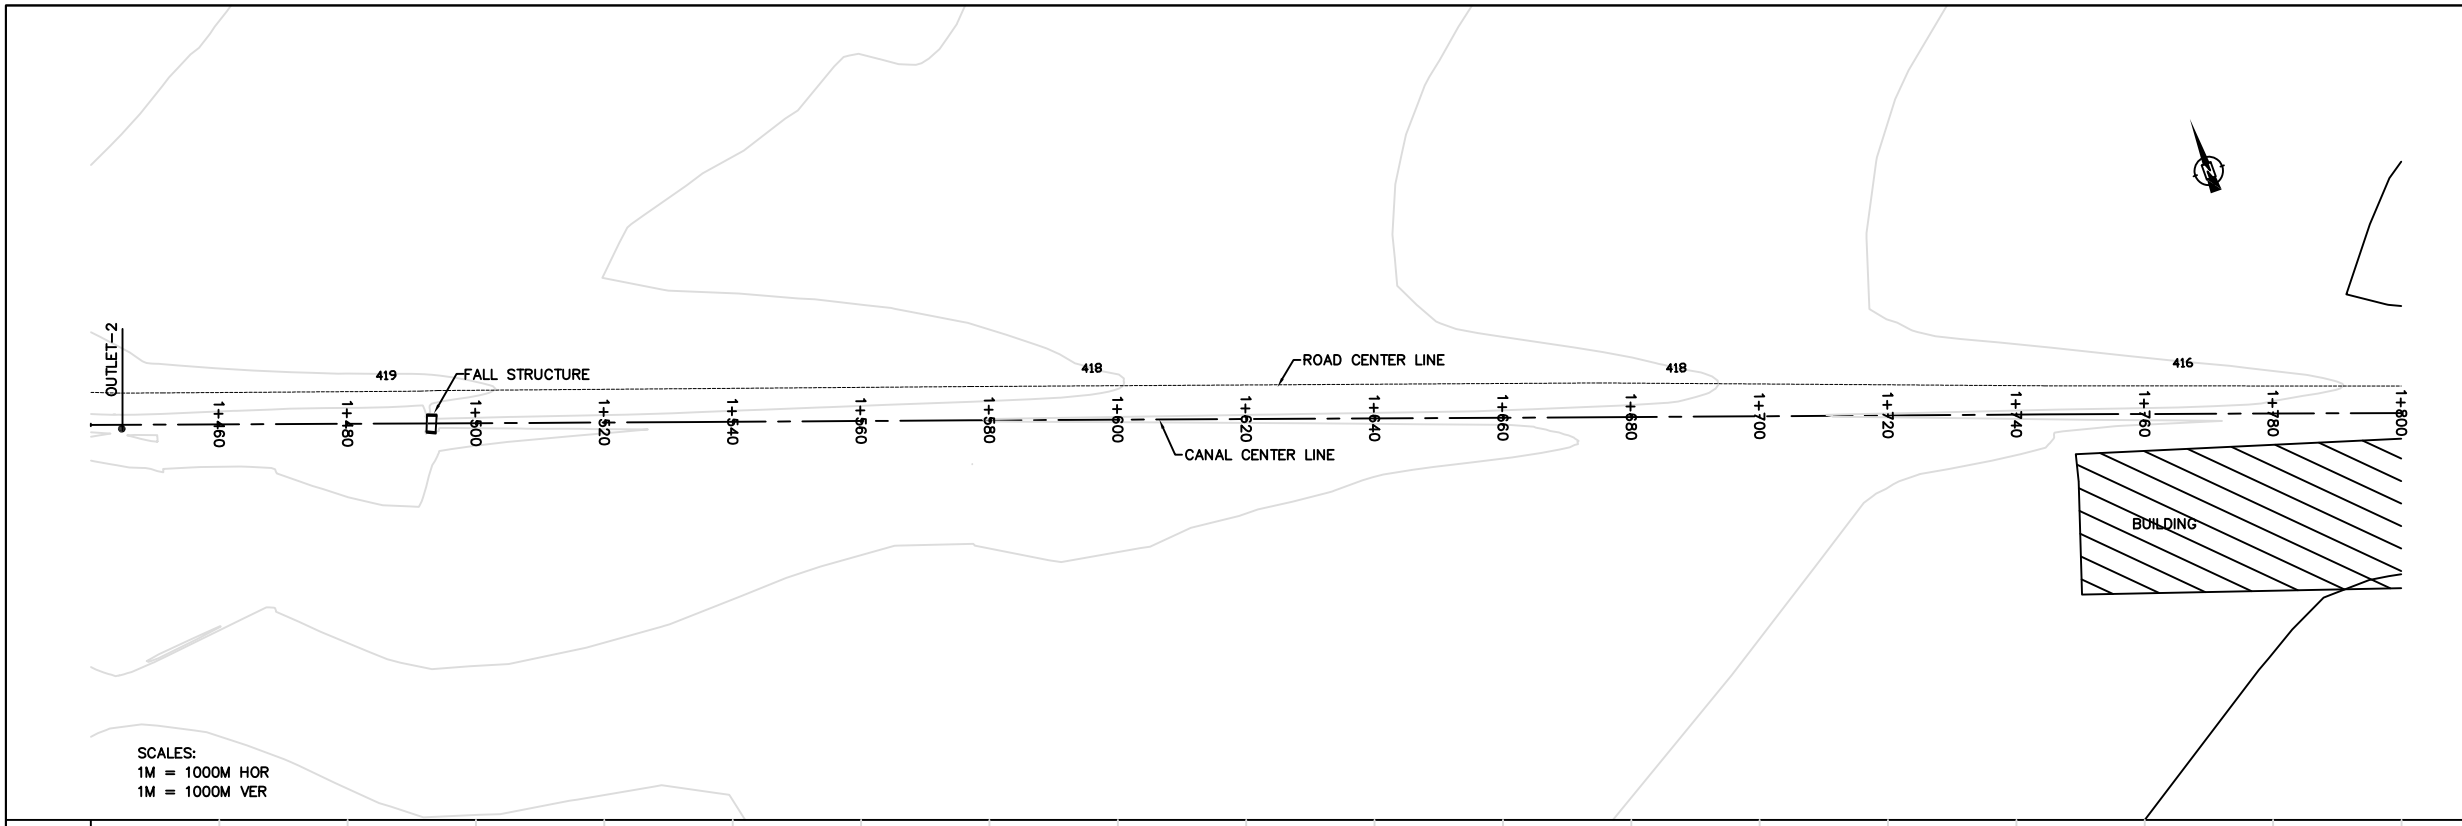 OUTLET-2
419
FALL STRUCTURE
418
ROAD CENTER LINE
418
416
1+460
1+480
1+500
1+520
1+540
1+560
1+580
1+600
1+620
1+640
1+660
1+680
1+700
1+720
1+740
1+760
1+780
1+800
CANAL CENTER LINE
N
BUILDING
SCALES:
1M = 1000M HOR
1M = 1000M VER